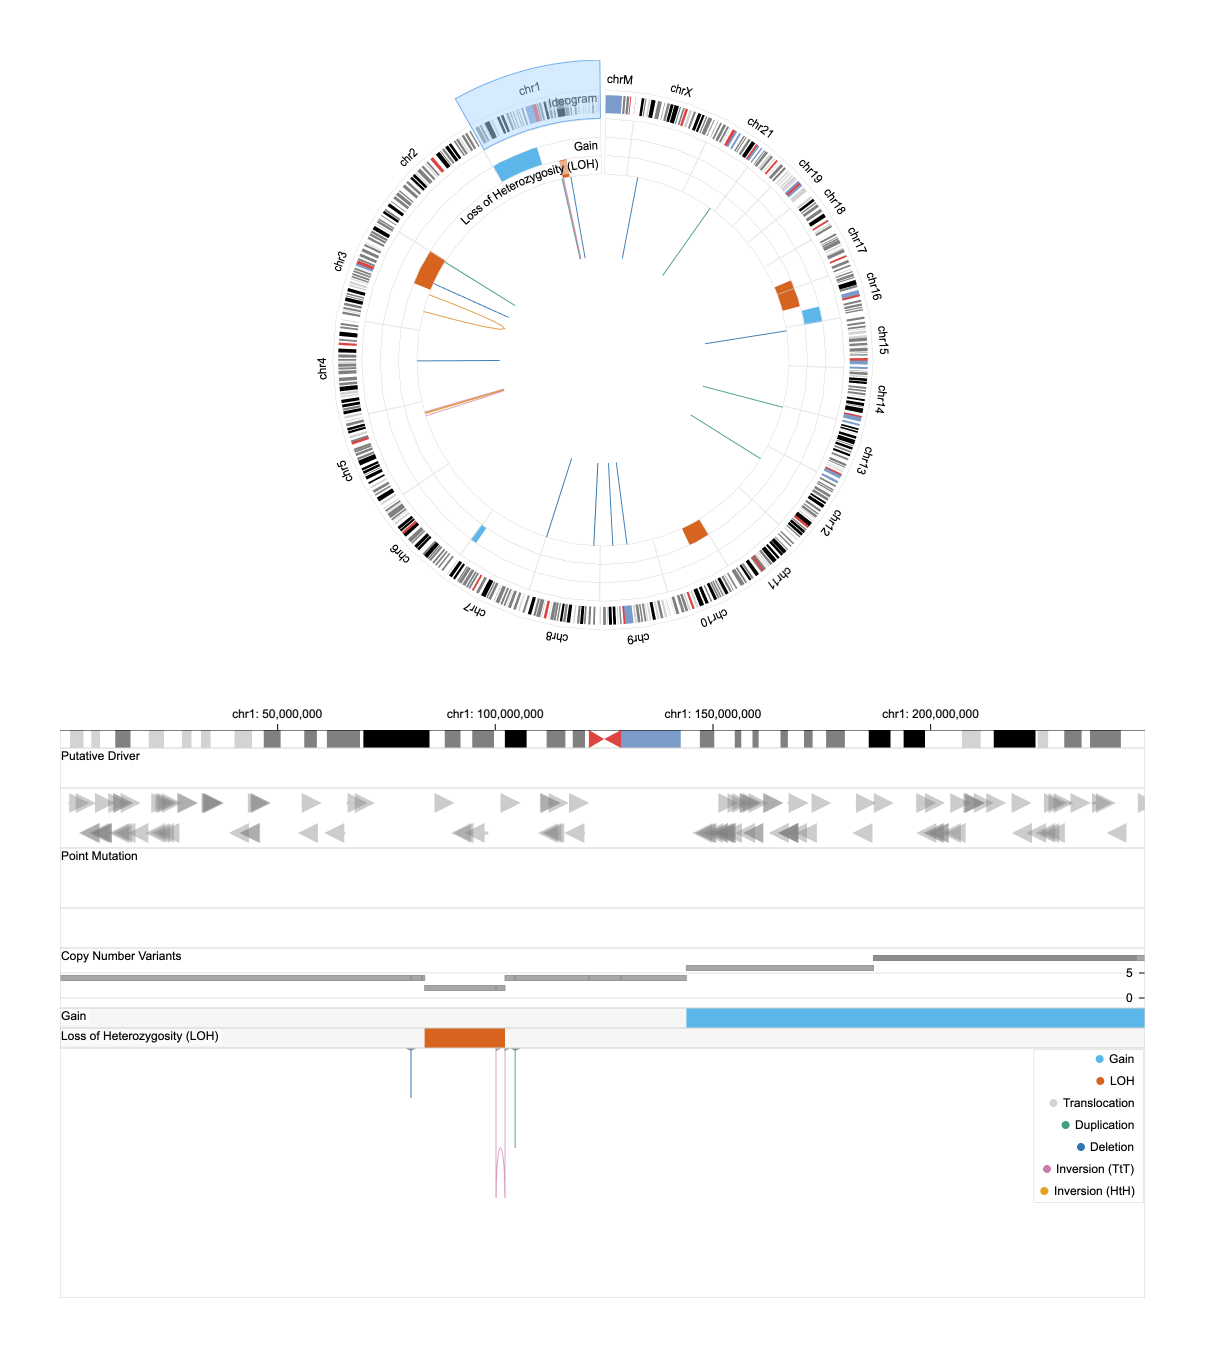 chrM
chrX
chr1
Ideogram
chr21
Gain
chr2
Loss of Heterozygosity (LOH)
chr19
chr18
chr17
chr3
chr16
chr15
chr4
chr14
chr5
chr13
chr12
chr6
chr11
chr7
chr10
chr8
chr9
chr1: 50,000,000
chr1: 100,000,000
chr1: 150,000,000
chr1: 200,000,000
Putative Driver
Point Mutation
Copy Number Variants
5
0
Gain
Loss of Heterozygosity (LOH)
Gain
LOH
Translocation
Duplication
Deletion
Inversion (TtT)
Inversion (HtH)